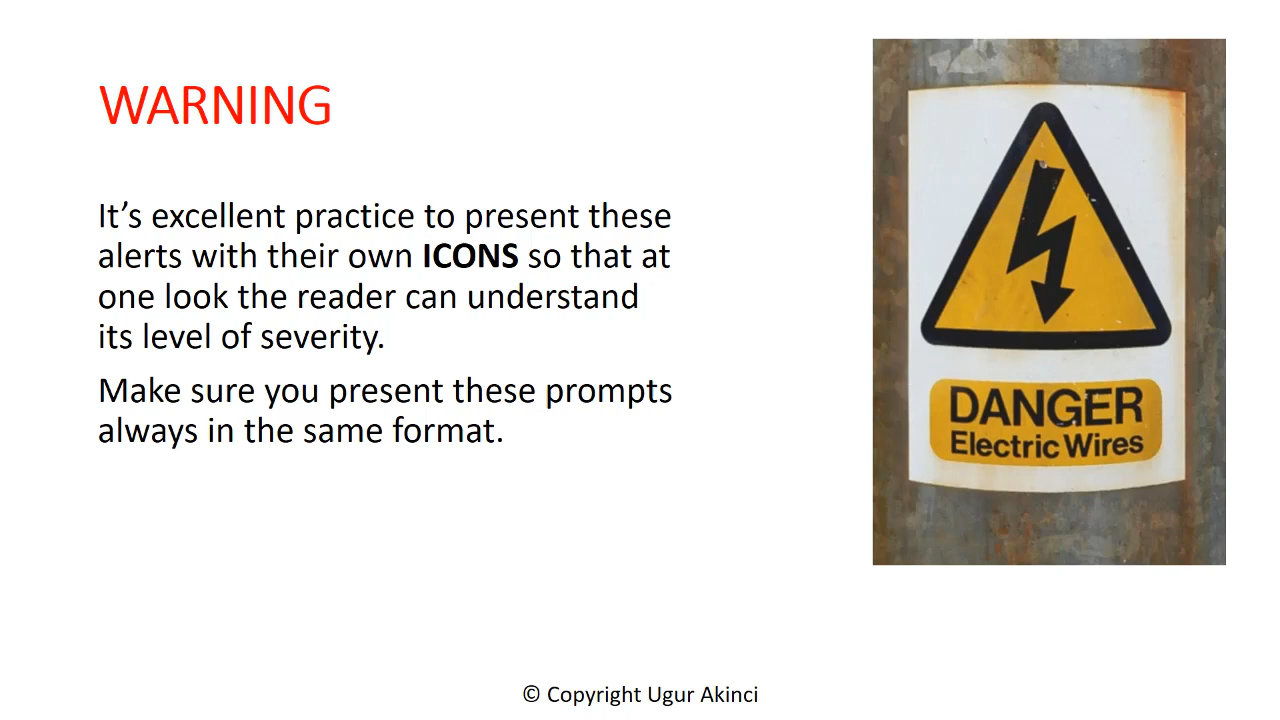 WARNING
It’s excellent practice to present these
alerts with their own ICONS so that at
one look the reader can understand
its level of severity.
Make sure you present these prompts
always in the same format.
DANGER
Electric Wires
© Copyright Ugur Akinci